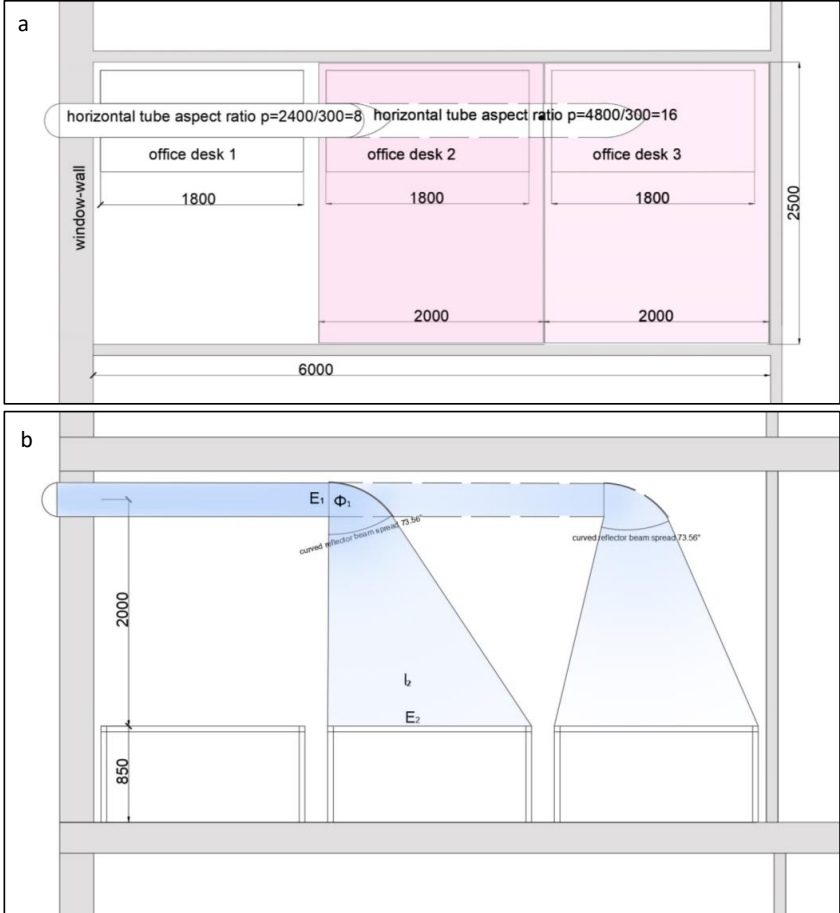 a
horizontal tube aspect ratio p=2400/300=8
horizontal tube aspect ratio p=4800/300=16
office desk 1
office desk 2
office desk 3
window-wall
1800
1800
1800
2500
2000
2000
6000
b
E₁ Φ₁
curved reflector beam spread 73.56°
curved reflector beam spread 73.56°
2000
I₂
E₂
850